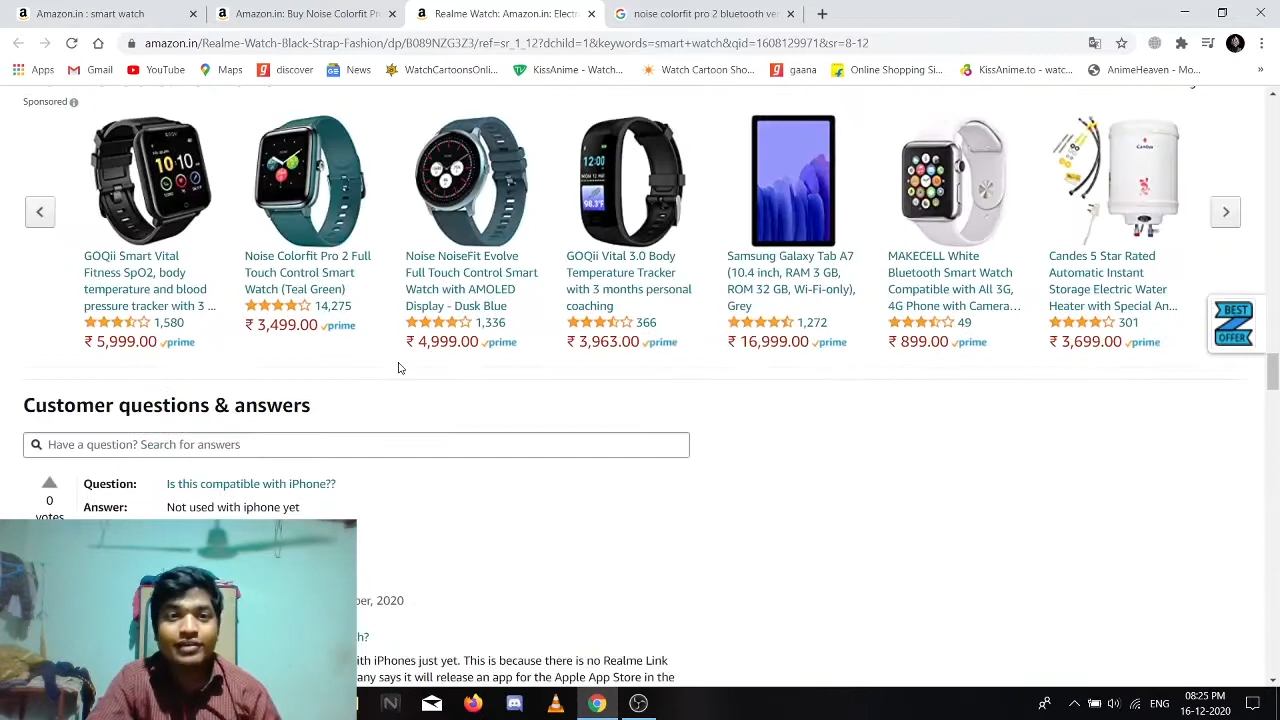 Amazon.in : smart watch
Amazon.in: Buy Noise Colorfit Pr
Realme Watch: Amazon.in: Electr
noise colorfit pro 2 bluetooth ver
amazon.in/Realme-Watch-Black-Strap-Fashion/dp/B089NZG3Z3/ref=sr_1_12?dchild=1&keywords=smart+watch&qid=1608129971&sr=8-12
Apps
Gmail
YouTube
Maps
discover
News
WatchCartoonsOnli...
KissAnime - Watch...
Watch Cartoon Sho...
gaana
Online Shopping Si...
KissAnime.to - watc...
AnimeHeaven - Mo...
Sponsored
GOQii Smart Vital
Fitness SpO2, body
temperature and blood
pressure tracker with 3 ...
1,580
₹ 5,999.00 prime
Noise Colorfit Pro 2 Full
Touch Control Smart
Watch (Teal Green)
14,275
₹ 3,499.00 prime
Noise NoiseFit Evolve
Full Touch Control Smart
Watch with AMOLED
Display - Dusk Blue
1,336
₹ 4,999.00 prime
GOQii Vital 3.0 Body
Temperature Tracker
with 3 months personal
coaching
366
₹ 3,963.00 prime
Samsung Galaxy Tab A7
(10.4 inch, RAM 3 GB,
ROM 32 GB, Wi-Fi-only),
Grey
1,272
₹ 16,999.00 prime
MAKECELL White
Bluetooth Smart Watch
Compatible with All 3G,
4G Phone with Camera...
49
₹ 899.00 prime
Candes 5 Star Rated
Automatic Instant
Storage Electric Water
Heater with Special An...
301
₹ 3,699.00 prime
BEST
OFFER
Customer questions & answers
Have a question? Search for answers
0
votes
Question: Is this compatible with iPhone??
Answer: Not used with iphone yet
ber, 2020
h?
ith iPhones just yet. This is because there is no Realme Link
any says it will release an app for the Apple App Store in the
ENG
08:25 PM
16-12-2020